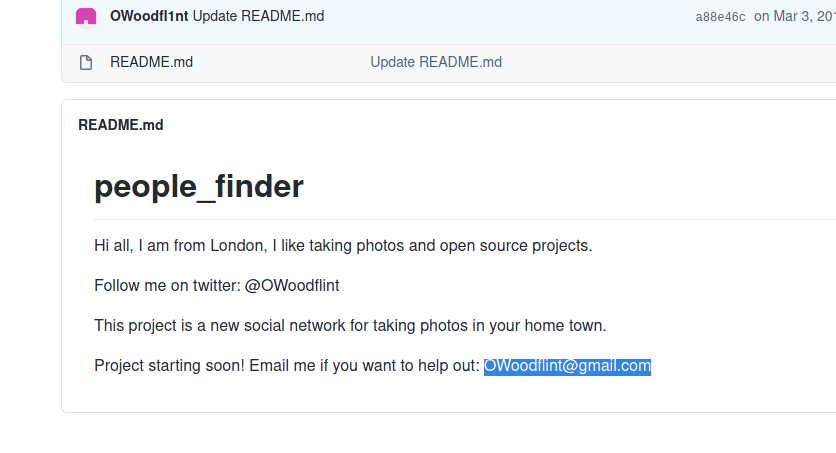 OWoodfl1nt Update README.md a88e46c on Mar 3, 201
README.md Update README.md
README.md
people_finder
Hi all, I am from London, I like taking photos and open source projects.
Follow me on twitter: @OWoodflint
This project is a new social network for taking photos in your home town.
Project starting soon! Email me if you want to help out: OWoodflint@gmail.com